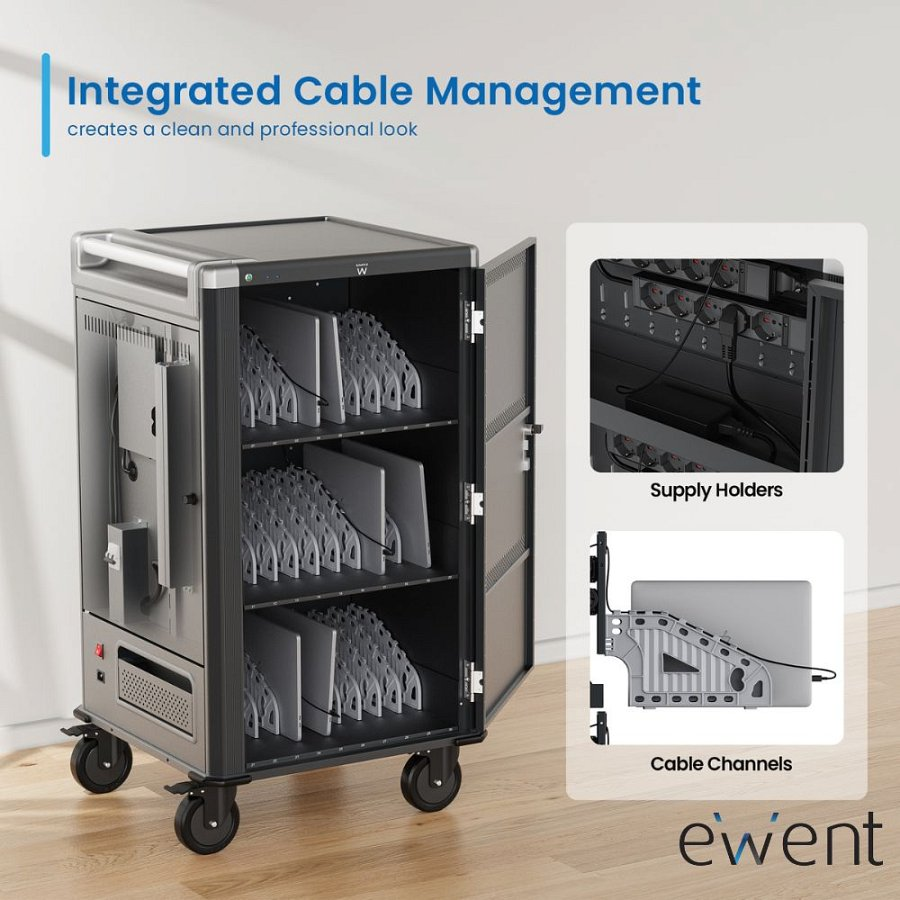 Integrated Cable Management
creates a clean and professional look
W
Supply Holders
Cable Channels
ewent